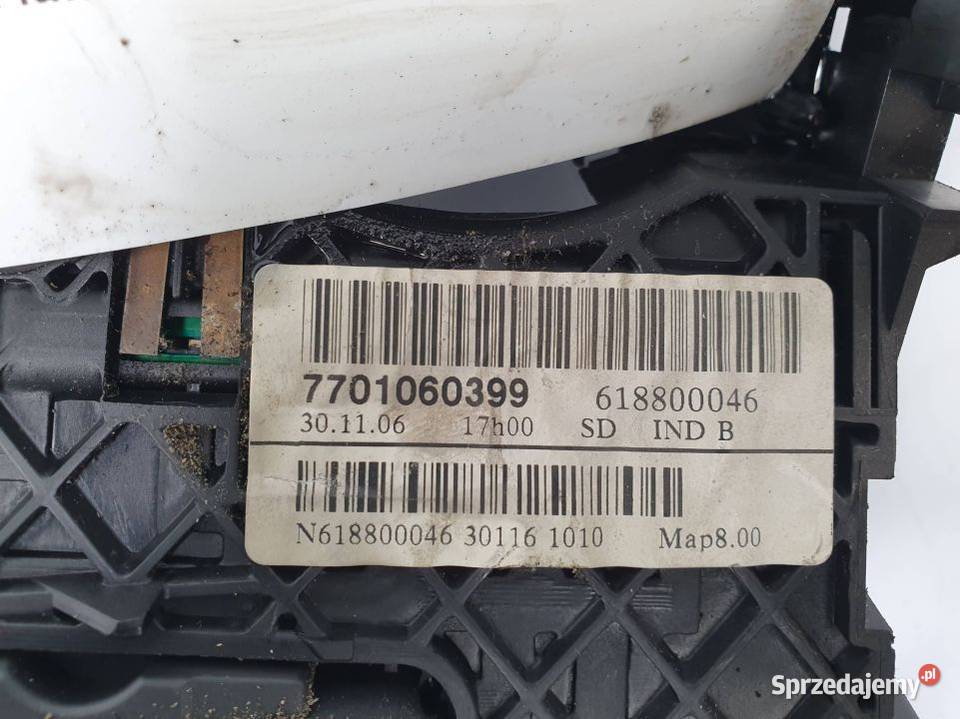 7701060399 618800046
30.11.06 17h00 SD IND B
N618800046 30116 1010 Map8.00
Sprzedajemy.pl